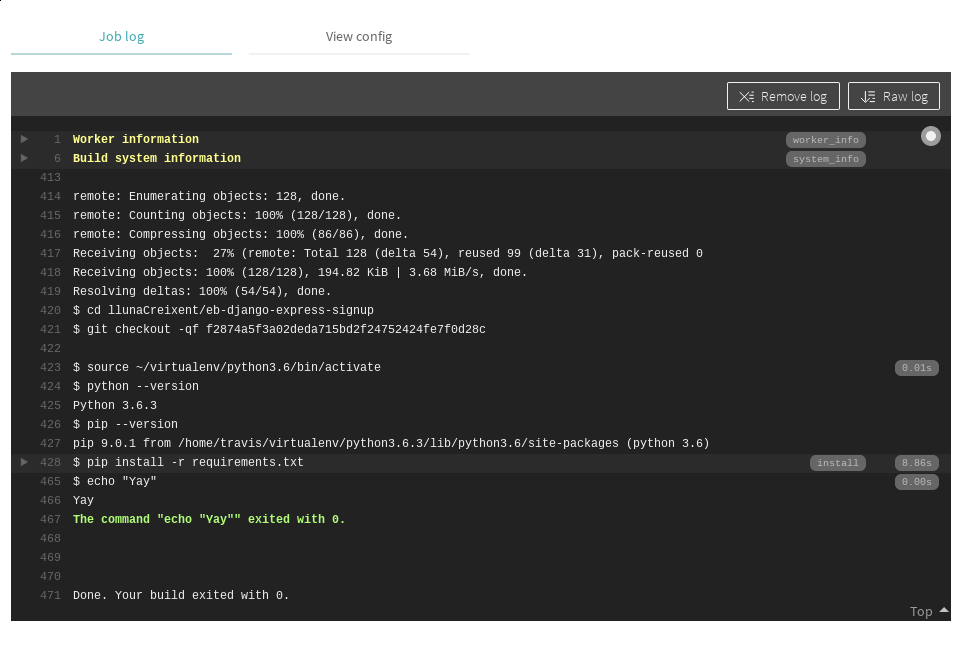 Job log View config
Remove log Raw log
1 Worker information worker_info
6 Build system information system_info
413
414 remote: Enumerating objects: 128, done.
415 remote: Counting objects: 100% (128/128), done.
416 remote: Compressing objects: 100% (86/86), done.
417 Receiving objects:  27% (remote: Total 128 (delta 54), reused 99 (delta 31), pack-reused 0
418 Receiving objects: 100% (128/128), 194.82 KiB | 3.68 MiB/s, done.
419 Resolving deltas: 100% (54/54), done.
420 $ cd llunaCreixent/eb-django-express-signup
421 $ git checkout -qf f2874a5f3a02deda715bd2f24752424fe7f0d28c
422
423 $ source ~/virtualenv/python3.6/bin/activate 0.01s
424 $ python --version
425 Python 3.6.3
426 $ pip --version
427 pip 9.0.1 from /home/travis/virtualenv/python3.6.3/lib/python3.6/site-packages (python 3.6)
428 $ pip install -r requirements.txt install 8.86s
465 $ echo "Yay" 0.00s
466 Yay
467 The command "echo "Yay"" exited with 0.
468
469
470
471 Done. Your build exited with 0.
Top